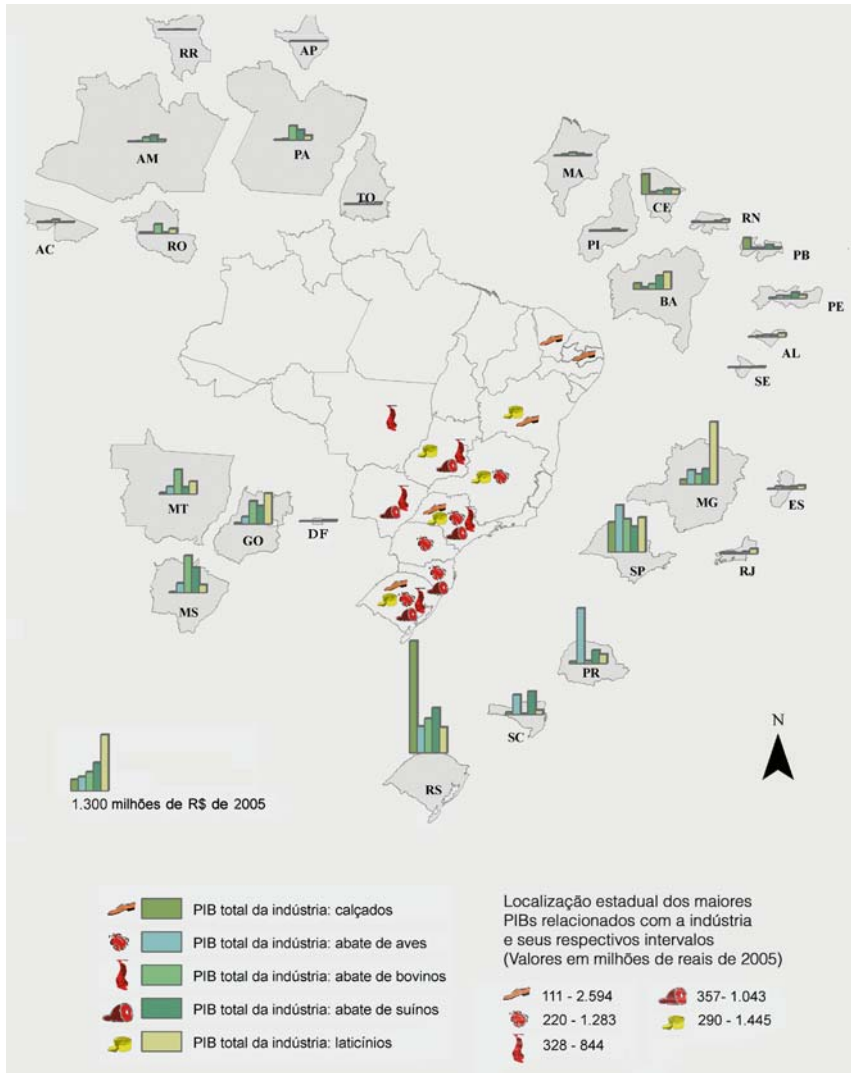 RR
AP
AM
PA
TO
AC
RO
MA
CE
RN
PI
PB
BA
PE
AL
SE
MT
GO
DF
MS
MG
ES
SP
RJ
PR
SC
RS
N
1.300 milhões de R$ de 2005
PIB total da indústria: calçados
PIB total da indústria: abate de aves
PIB total da indústria: abate de bovinos
PIB total da indústria: abate de suínos
PIB total da indústria: laticínios
Localização estadual dos maiores
PIBs relacionados com a indústria
e seus respectivos intervalos
(Valores em milhões de reais de 2005)
111 - 2.594
357- 1.043
220 - 1.283
290 - 1.445
328 - 844